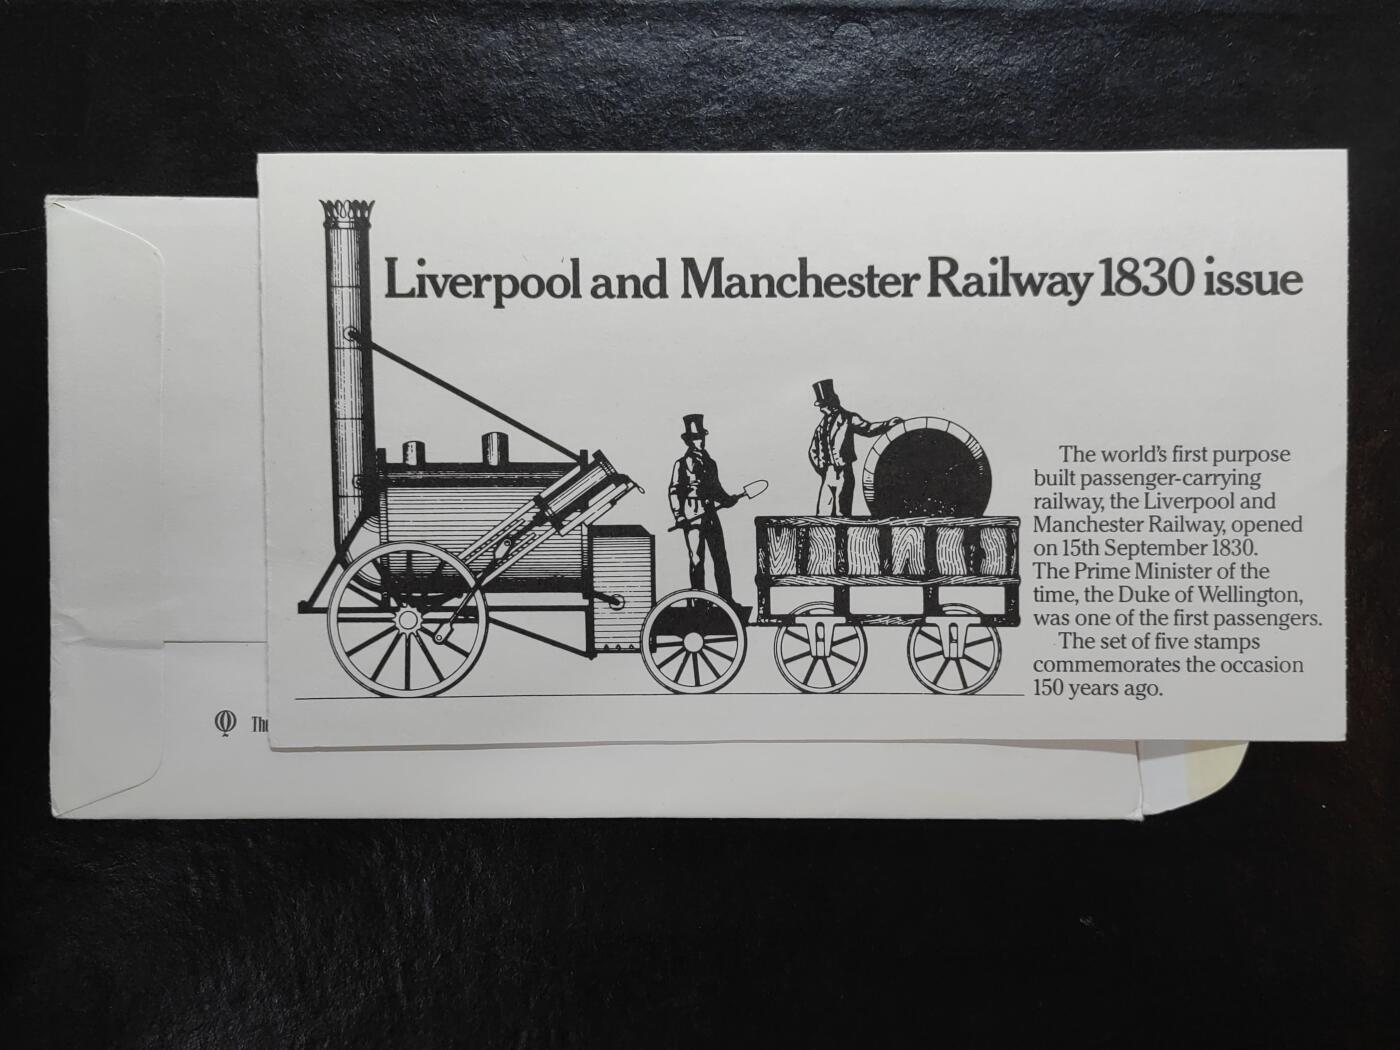 Liverpool and Manchester Railway 1830 issue
The world's first purpose
built passenger-carrying
railway, the Liverpool and
Manchester Railway, opened
on 15th September 1830.
The Prime Minister of the
time, the Duke of Wellington,
was one of the first passengers.
The set of five stamps
commemorates the occasion
150 years ago.